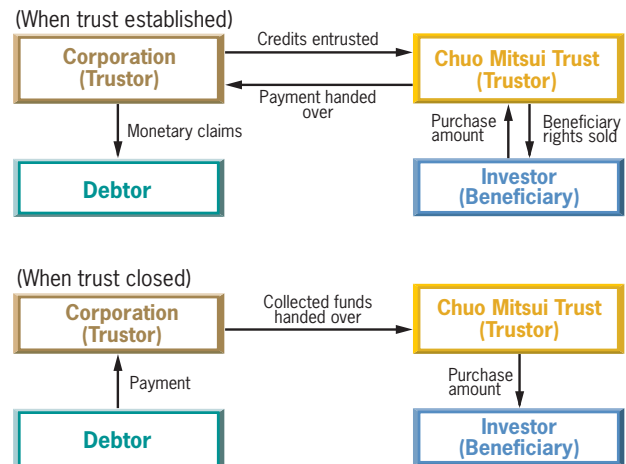 (When trust established)
Corporation
(Trustor)
Credits entrusted
Chuo Mitsui Trust
(Trustor)
Payment handed
over
Monetary claims
Purchase
amount
Beneficiary
rights sold
Debtor
Investor
(Beneficiary)
(When trust closed)
Corporation
(Trustor)
Collected funds
handed over
Chuo Mitsui Trust
(Trustor)
Payment
Purchase
amount
Debtor
Investor
(Beneficiary)